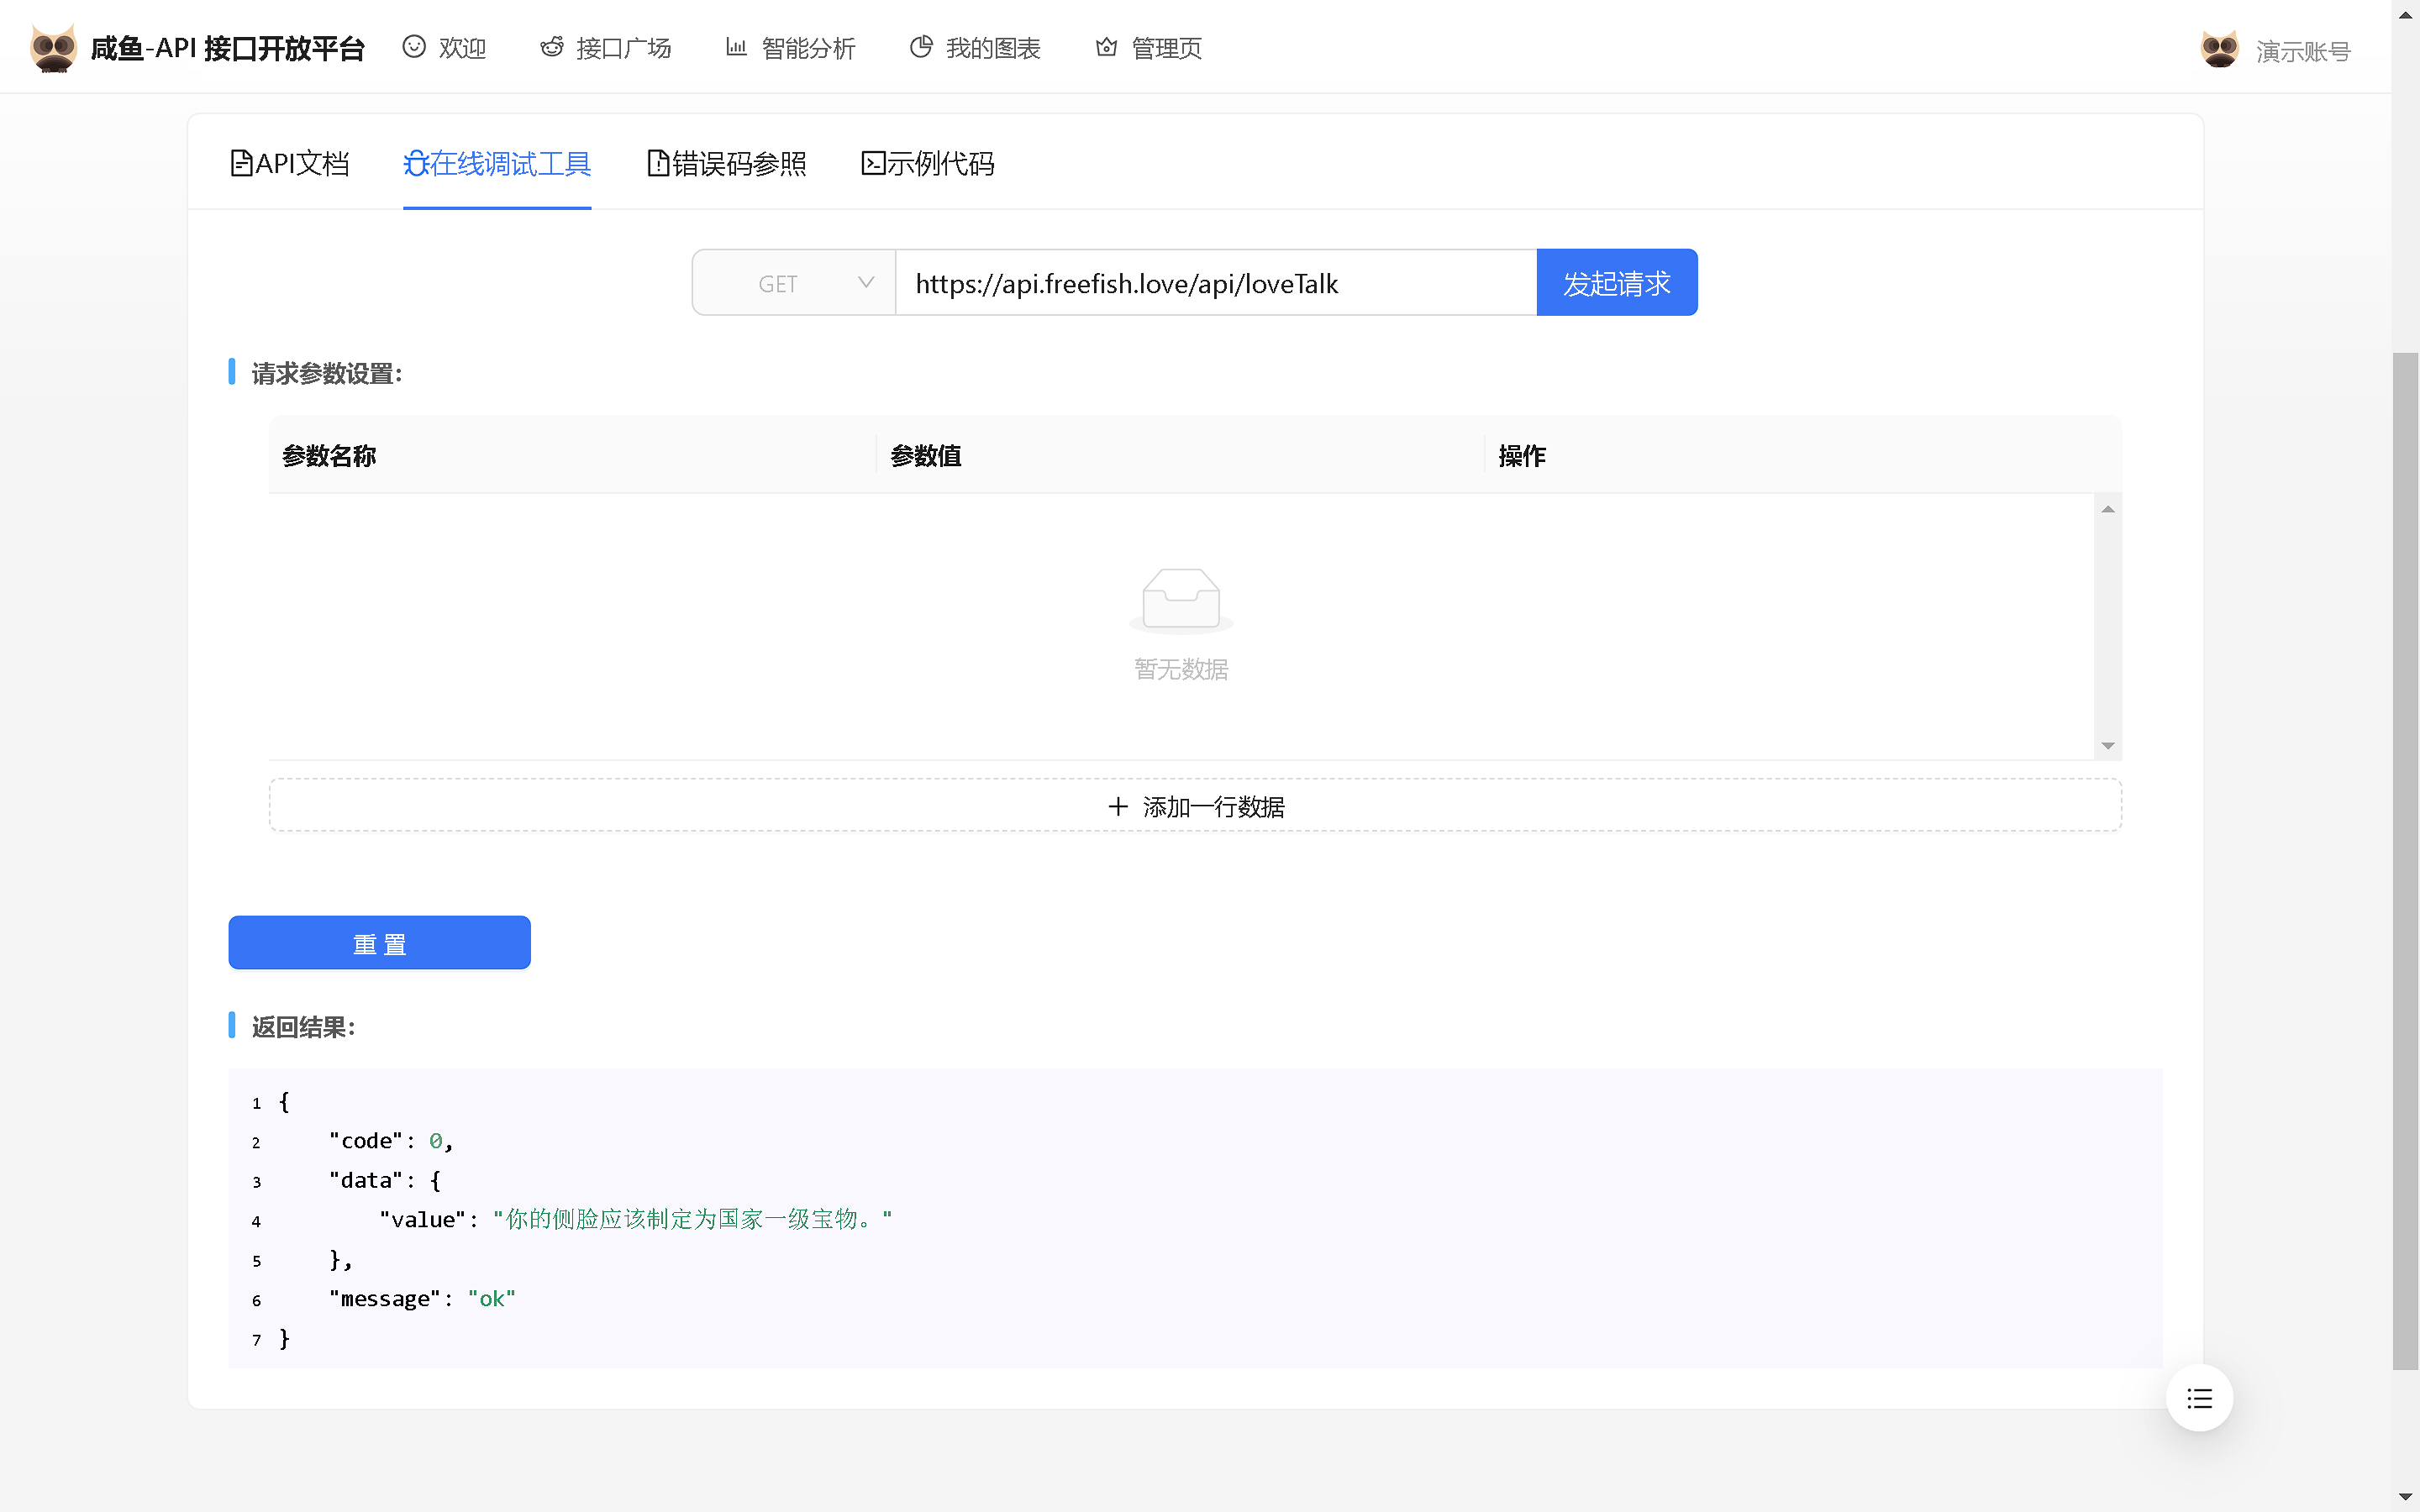 咸鱼-API 接口开放平台 欢迎 接口广场 智能分析 我的图表 管理页 演示账号
API文档 在线调试工具 错误码参照 示例代码
GET https://api.freefish.love/api/loveTalk 发起请求
请求参数设置:
参数名称 参数值 操作
暂无数据
添加一行数据
重 置
返回结果:
1 {
2 "code": 0,
3 "data": {
4 "value": "你的侧脸应该制定为国家一级宝物。"
5 },
6 "message": "ok"
7 }